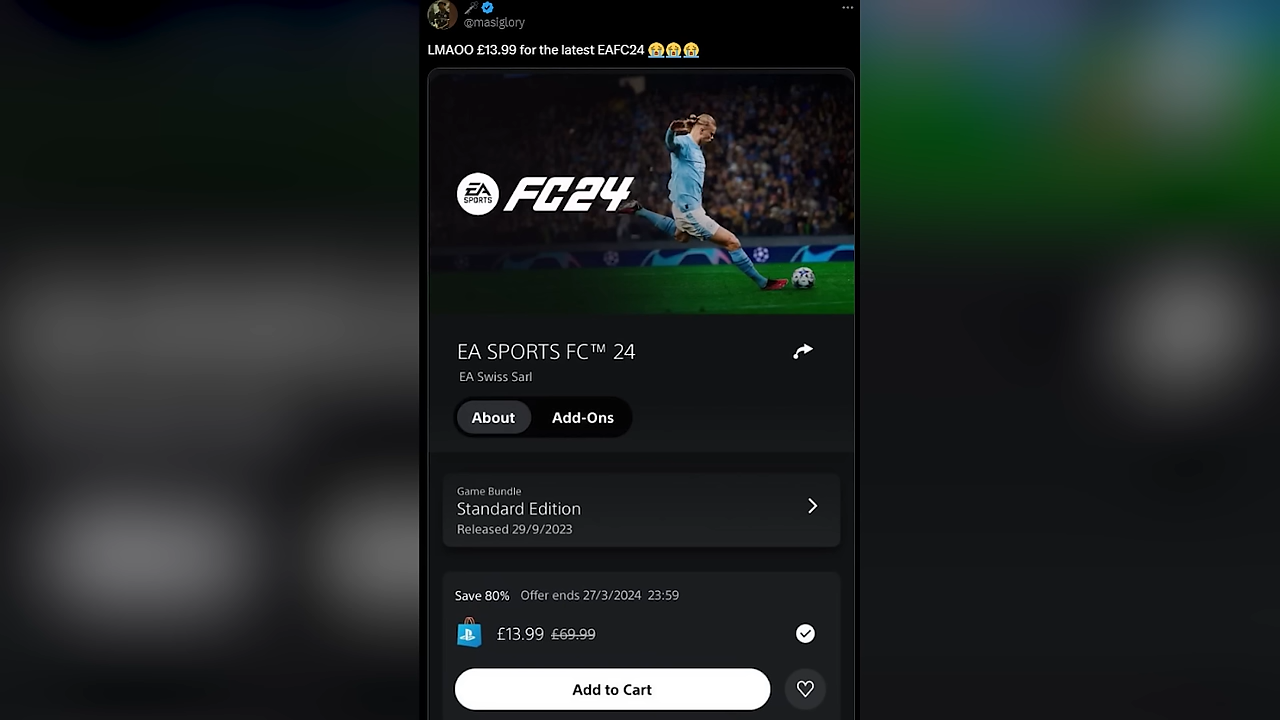 @masiglory
LMAOO £13.99 for the latest EAFC24 😭😭😭
EA SPORTS FC24
EA SPORTS FC™ 24
EA Swiss Sarl
About Add-Ons
Game Bundle
Standard Edition
Released 29/9/2023
Save 80% Offer ends 27/3/2024 23:59
£13.99 £69.99
Add to Cart